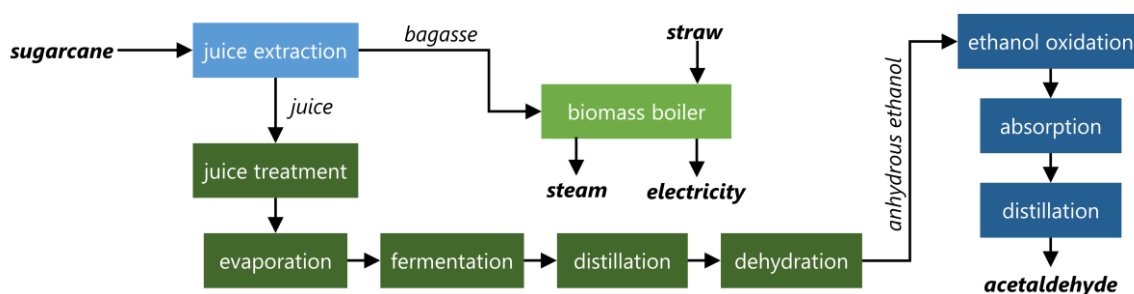 sugarcane
juice extraction
bagasse
straw
ethanol oxidation
juice
biomass boiler
anhydrous ethanol
absorption
juice treatment
steam
electricity
distillation
evaporation
fermentation
distillation
dehydration
acetaldehyde